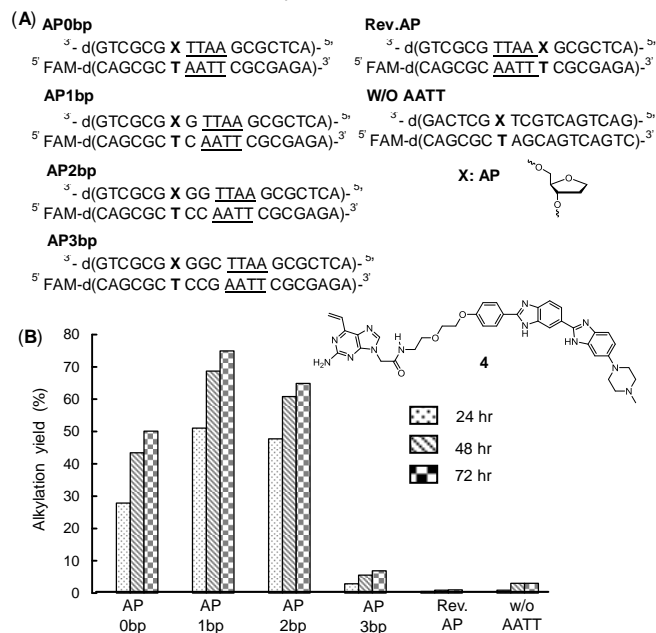 (A)
AP0bp
3' - d(GTCGCG X TTAA GCGCTCA)- 5'
5' FAM-d(CAGCGC T AATT CGCGAGA)-3'
AP1bp
3' - d(GTCGCG X G TTAA GCGCTCA)- 5'
5' FAM-d(CAGCGC T C AATT CGCGAGA)-3'
AP2bp
3' - d(GTCGCG X GG TTAA GCGCTCA)- 5'
5' FAM-d(CAGCGC T CC AATT CGCGAGA)-3'
AP3bp
3' - d(GTCGCG X GGC TTAA GCGCTCA)- 5'
5' FAM-d(CAGCGC T CCG AATT CGCGAGA)-3'
Rev.AP
3' - d(GTCGCG TTAA X GCGCTCA)- 5'
5' FAM-d(CAGCGC AATT T CGCGAGA)-3'
W/O AATT
3' - d(GACTCG X TCGTCAGTCAG)- 5'
5' FAM-d(CAGCGC T AGCAGTCAGTC)-3'
X: AP
O
O
O
(B)
N
N
N
N
H2N
O
H
N
O
O
N
N
H
N
N
H
N
N
CH3
4
Alkylation yield (%)
80
70
60
50
40
30
20
10
0
24 hr
48 hr
72 hr
AP 0bp
AP 1bp
AP 2bp
AP 3bp
Rev. AP
w/o AATT